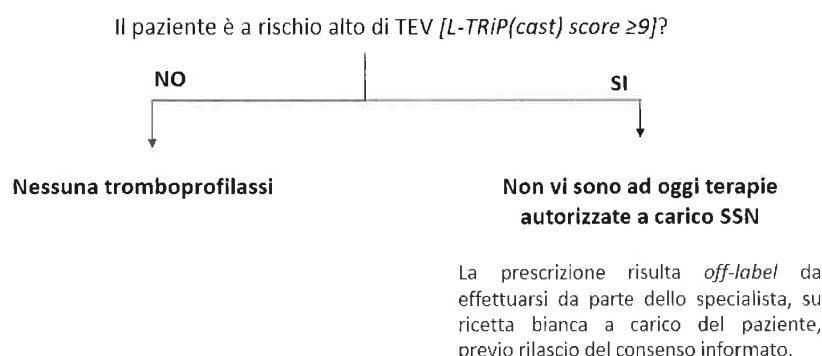 Il paziente è a rischio alto di TEV [L-TRiP(cast) score ≥9]?
NO
SI
Nessuna tromboprofilassi
Non vi sono ad oggi terapie
autorizzate a carico SSN
La prescrizione risulta off-label da
effettuarsi da parte dello specialista, su
ricetta bianca a carico del paziente,
previo rilascio del consenso informato.